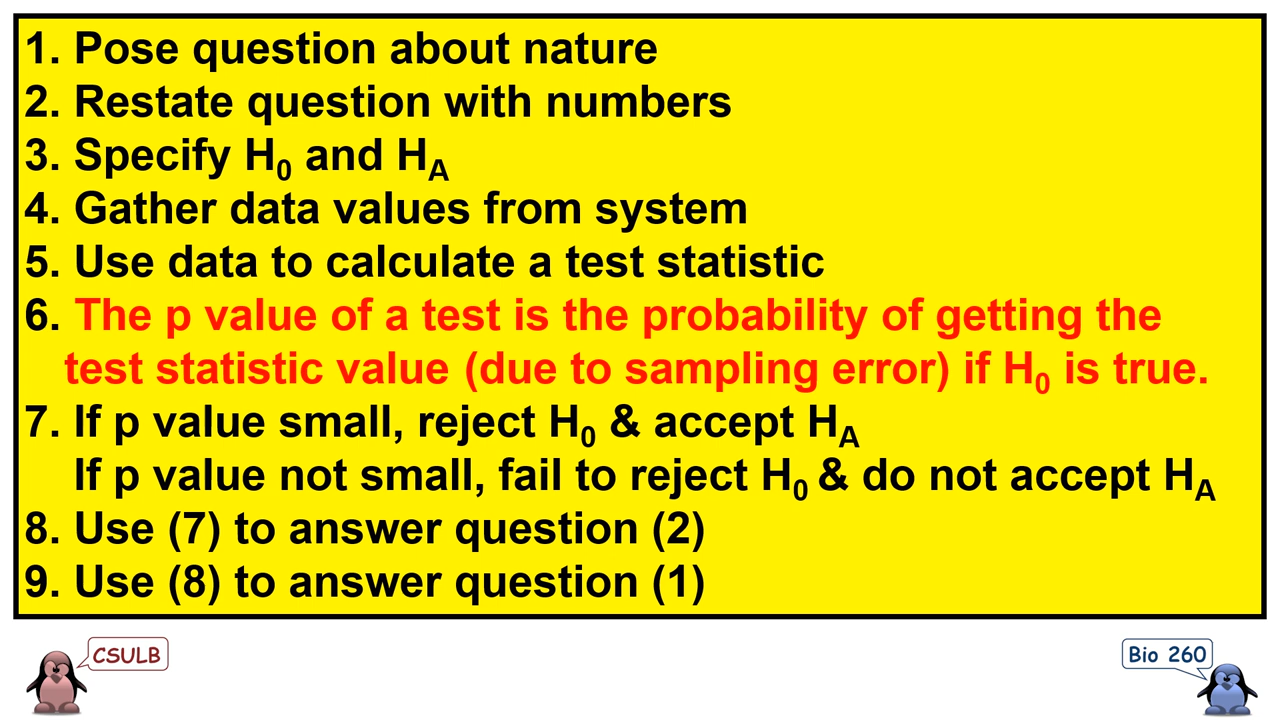 1. Pose question about nature
2. Restate question with numbers
3. Specify H₀ and Hₐ
4. Gather data values from system
5. Use data to calculate a test statistic
6. The p value of a test is the probability of getting the
test statistic value (due to sampling error) if H₀ is true.
7. If p value small, reject H₀ & accept Hₐ
If p value not small, fail to reject H₀ & do not accept Hₐ
8. Use (7) to answer question (2)
9. Use (8) to answer question (1)
CSULB
Bio 260